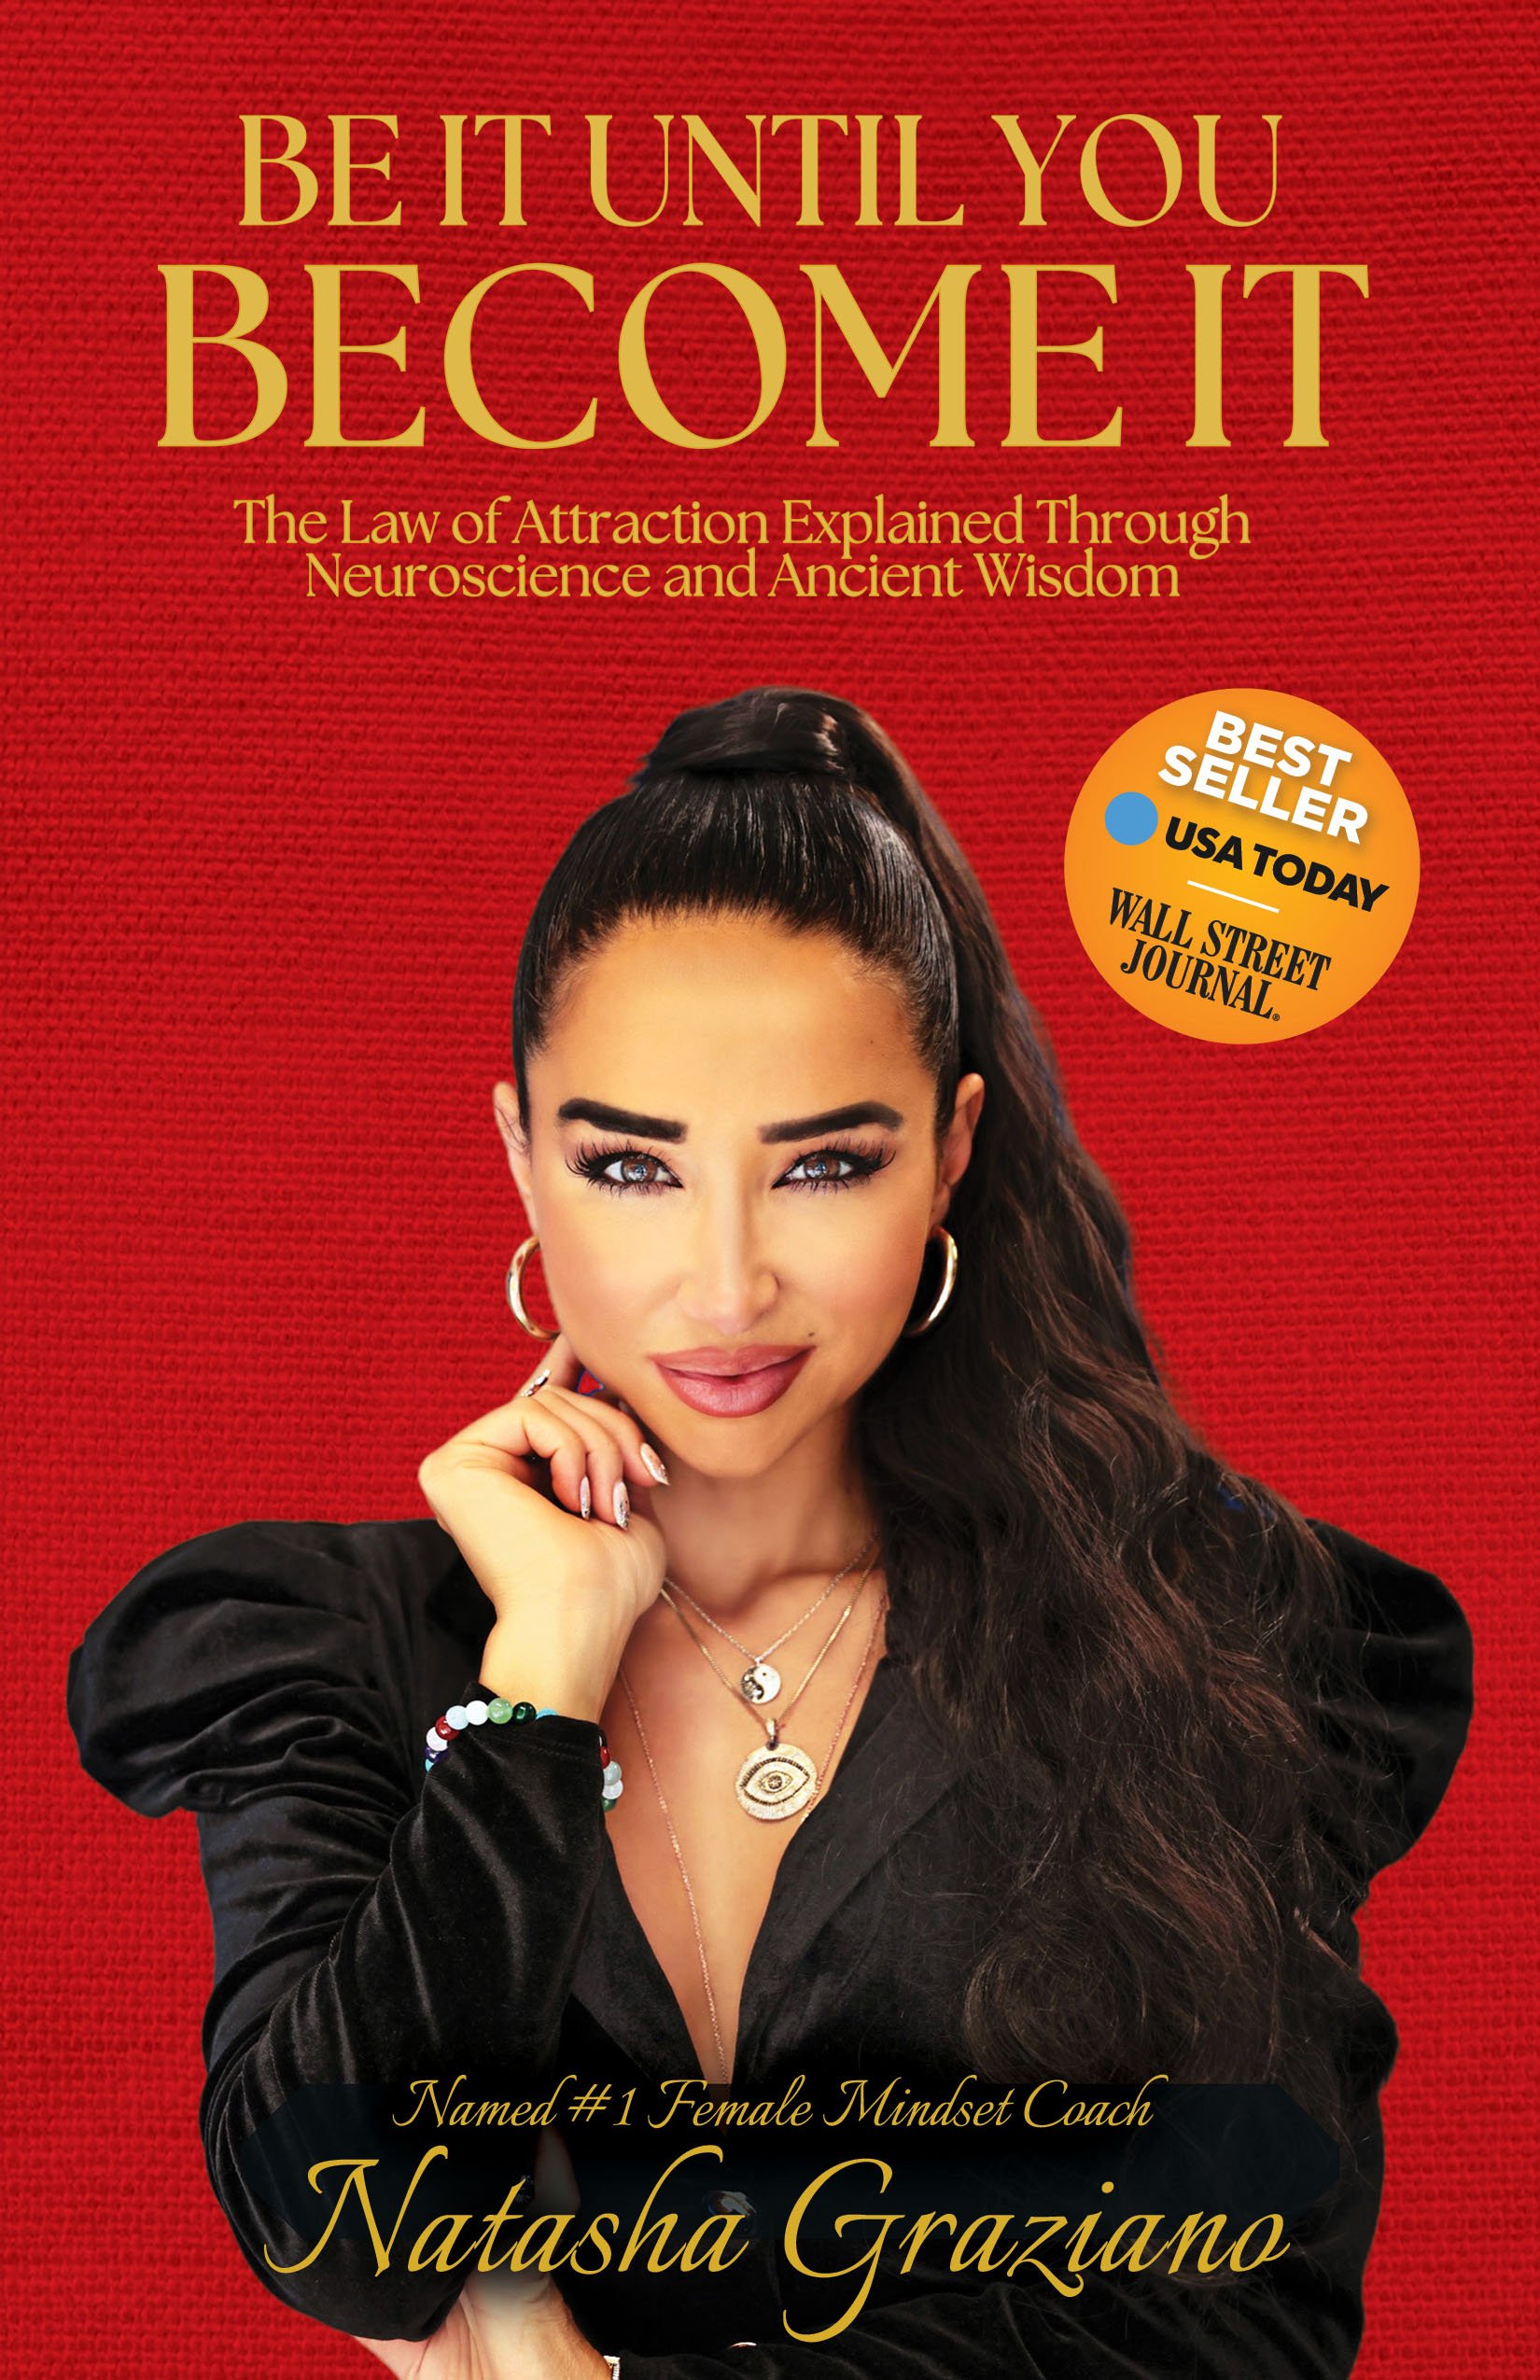 BE IT UNTIL YOU
BECOME IT
The Law of Attraction Explained Through
Neuroscience and Ancient Wisdom
BEST
SELLER
USA TODAY
WALL STREET
JOURNAL®
Named #1 Female Mindset Coach
Natasha Graziano